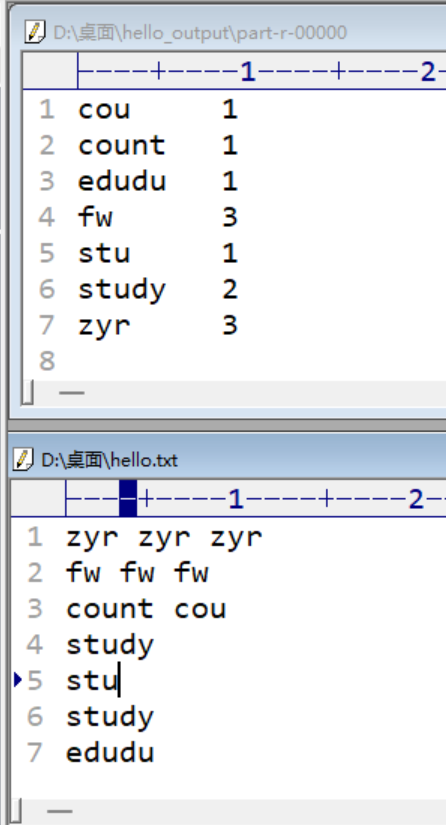 D:\桌面\hello_output\part-r-00000
----+----1----+----2-
1 cou 1
2 count 1
3 edudu 1
4 fw 3
5 stu 1
6 study 2
7 zyr 3
8
D:\桌面\hello.txt
----+----1----+----2-
1 zyr zyr zyr
2 fw fw fw
3 count cou
4 study
5 stu
6 study
7 edudu